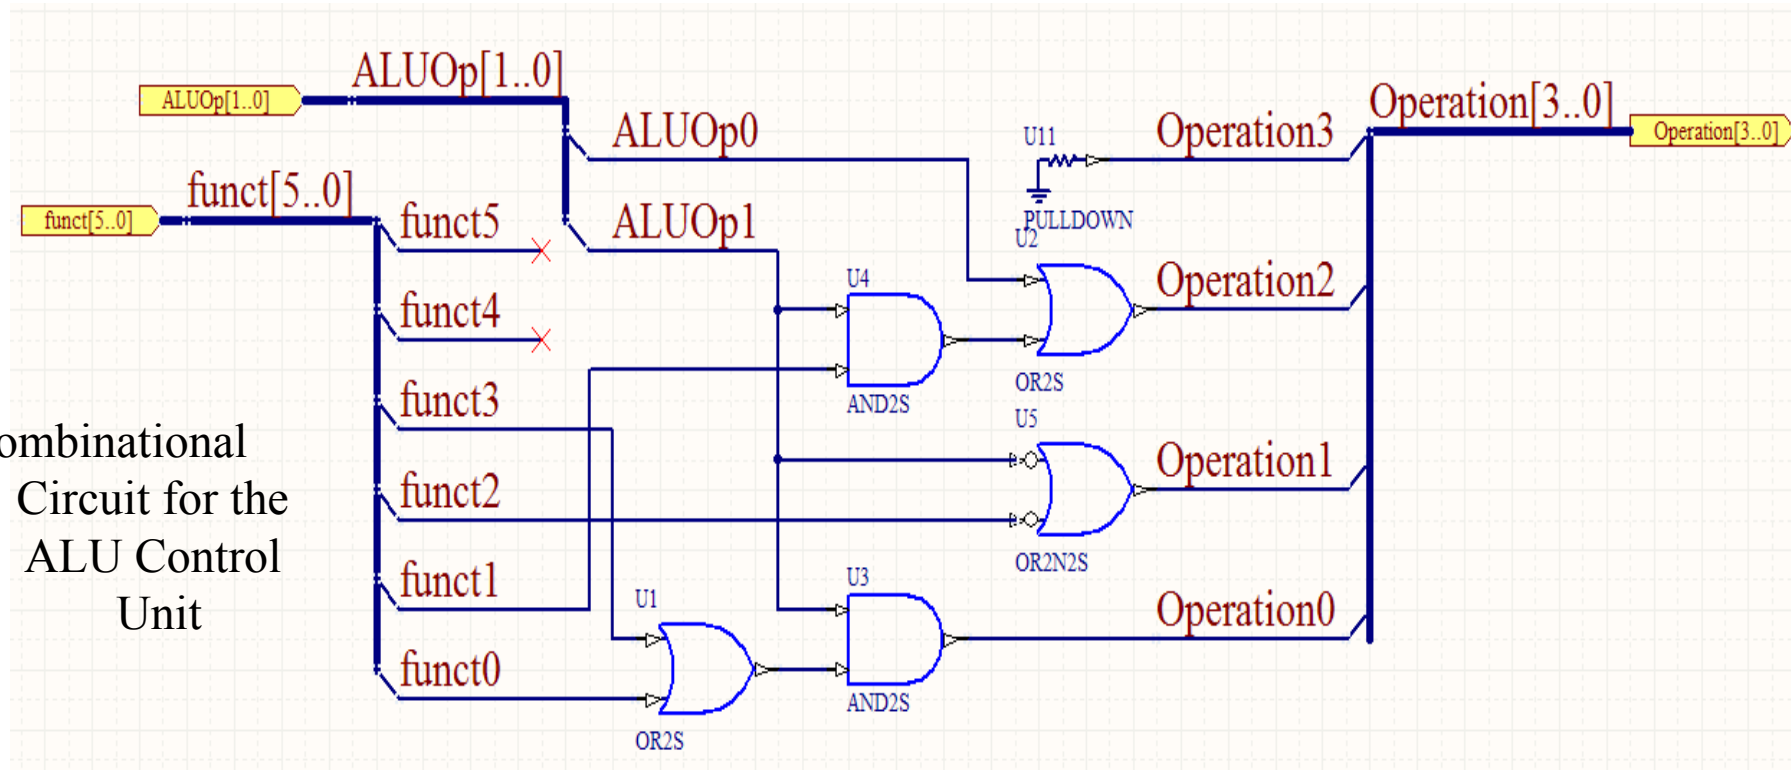 ALUOp[1..0]
ALUOp[1..0]
ALUOp0
ALUOp1
funct[5..0]
funct[5..0]
funct5
funct4
funct3
funct2
funct1
funct0
ombinational
Circuit for the
ALU Control
Unit
U1
OR2S
U4
AND2S
U3
AND2S
U11
PULLDOWN
U2
OR2S
U5
OR2N2S
Operation3
Operation2
Operation1
Operation0
Operation[3..0]
Operation[3..0]